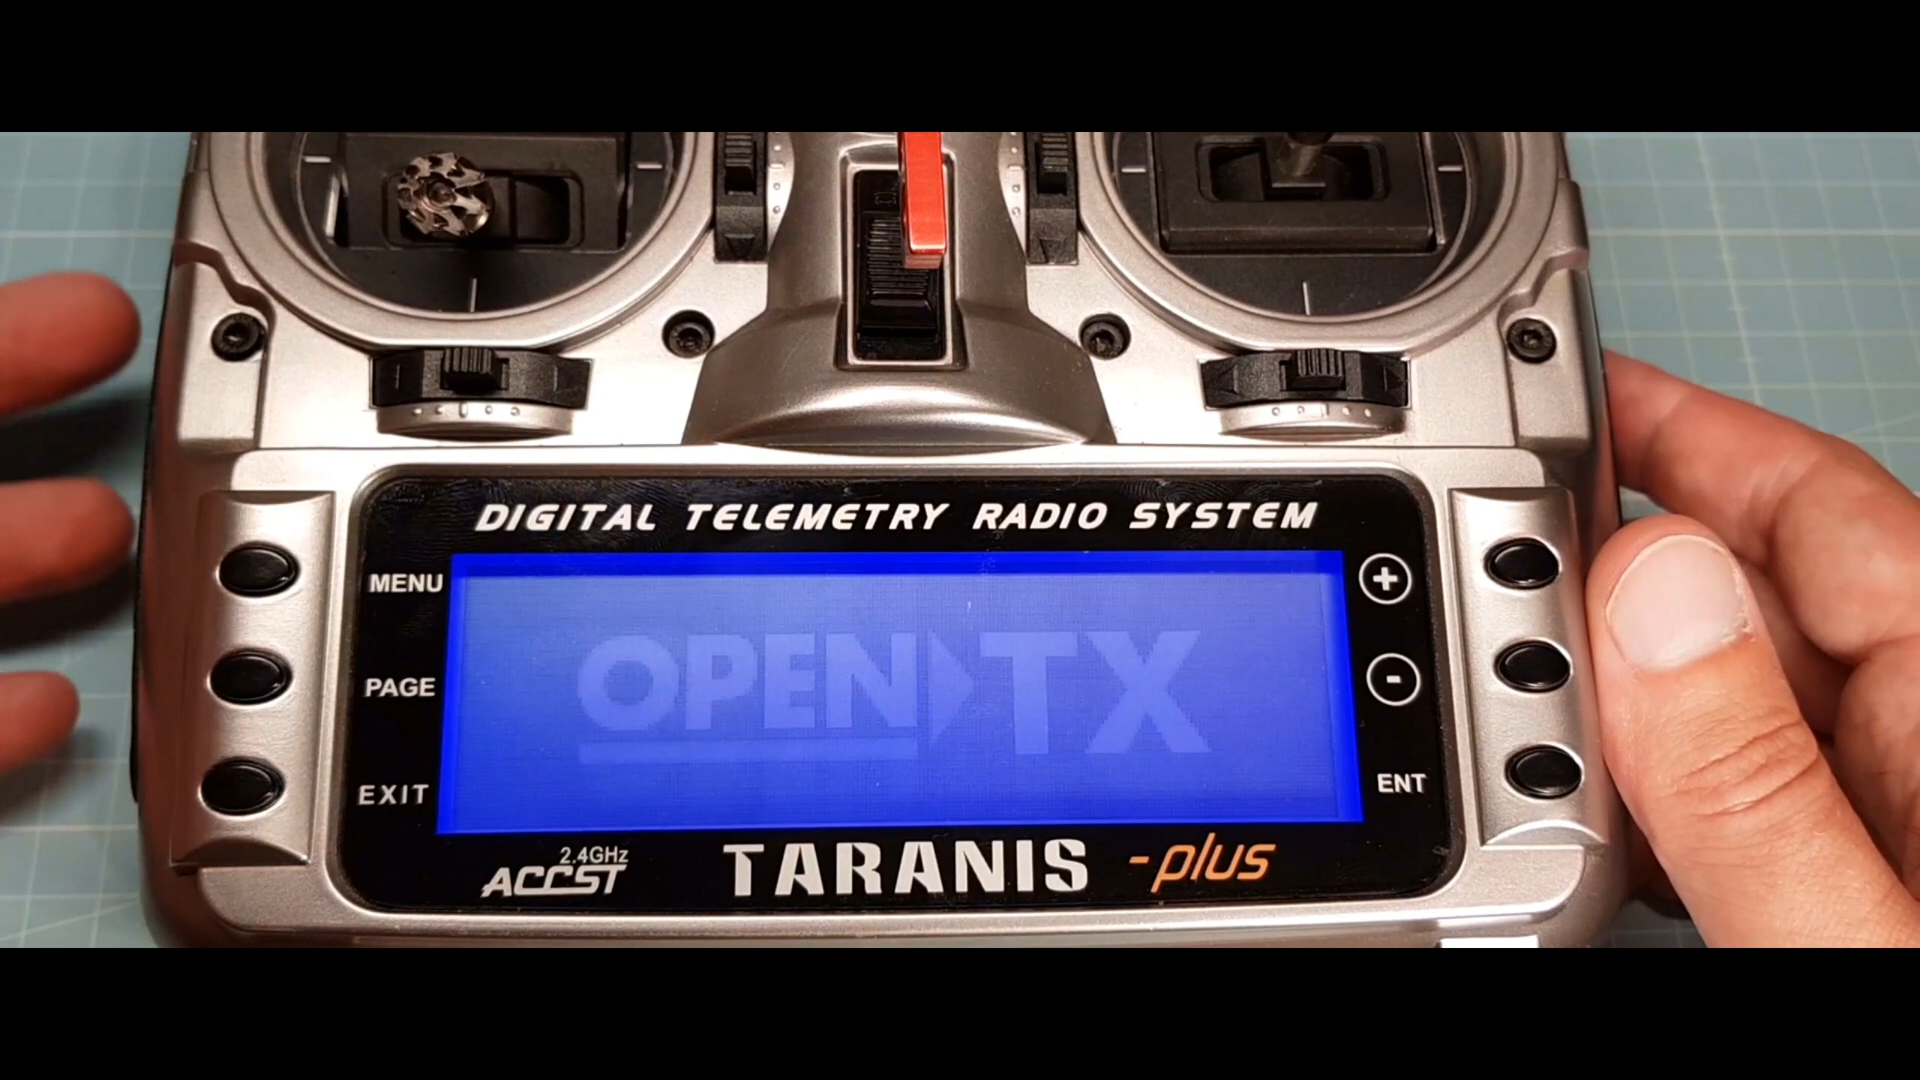 DIGITAL TELEMETRY RADIO SYSTEM
MENU
PAGE
EXIT
OPEN TX
+
-
ENT
2.4GHz
ACCST
TARANIS -plus